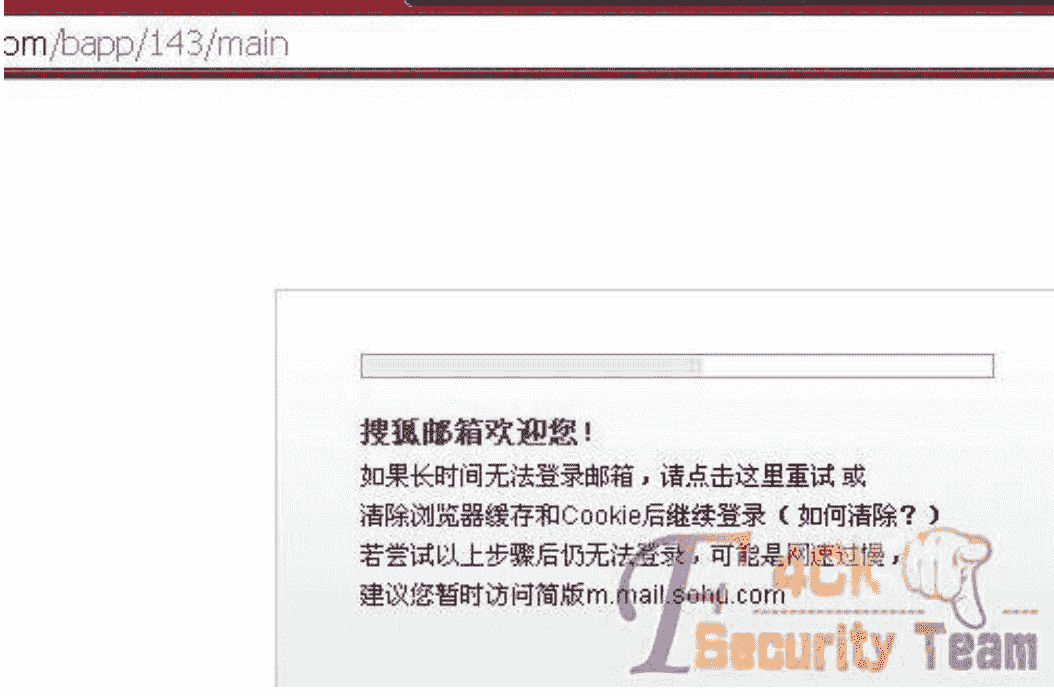 om/bapp/143/main
搜狐邮箱欢迎您！
如果长时间无法登录邮箱，请点击这里重试 或
清除浏览器缓存和Cookie后继续登录（如何清除？）
若尝试以上步骤后仍无法登录，可能是网速过慢，
建议您暂时访问简版m.mail.sohu.com
4CK
Security Team